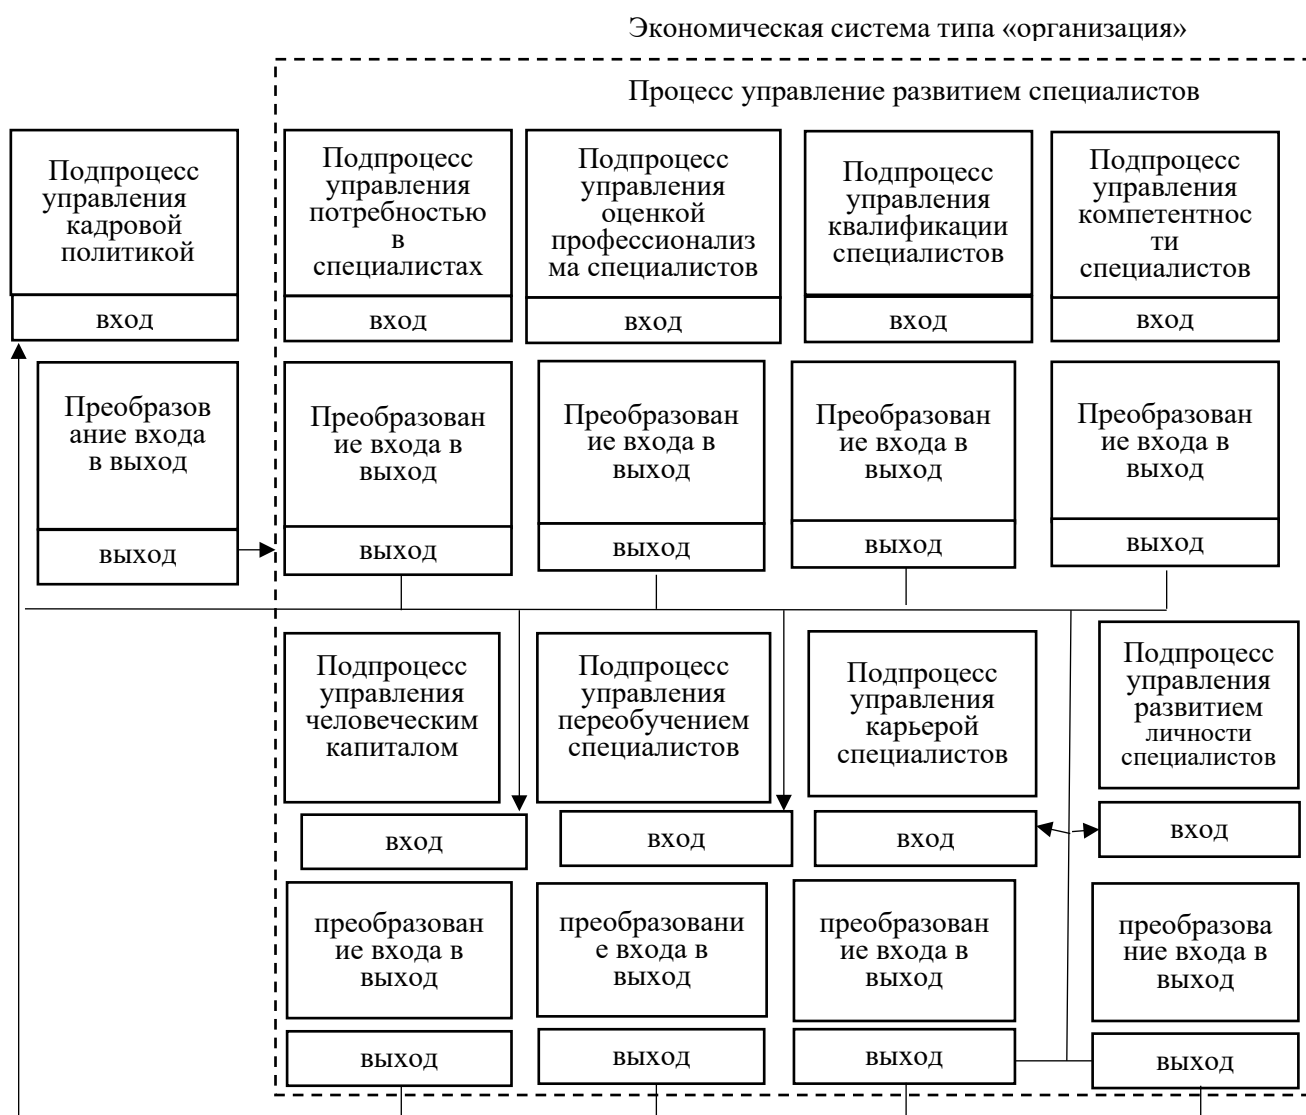 Экономическая система типа «организация»
Процесс управление развитием специалистов
Подпроцесс
управления
кадровой
политикой
вход
Преобразов
ание входа
в выход
выход
Подпроцесс
управления
потребностью
в
специалистах
вход
Преобразован
ие входа в
выход
выход
Подпроцесс
управления
оценкой
профессионализ
ма специалистов
вход
Преобразован
ие входа в
выход
выход
Подпроцесс
управления
квалификации
специалистов
вход
Преобразован
ие входа в
выход
выход
Подпроцесс
управления
компетентнос
ти
специалистов
вход
Преобразован
ие входа в
выход
выход
Подпроцесс
управления
человеческим
капиталом
вход
преобразован
ие входа в
выход
выход
Подпроцесс
управления
переобучением
специалистов
вход
преобразовани
е входа в
выход
выход
Подпроцесс
управления
карьерой
специалистов
вход
преобразован
ие входа в
выход
выход
Подпроцесс
управления
развитием
личности
специалистов
вход
преобразова
ние входа в
выход
выход